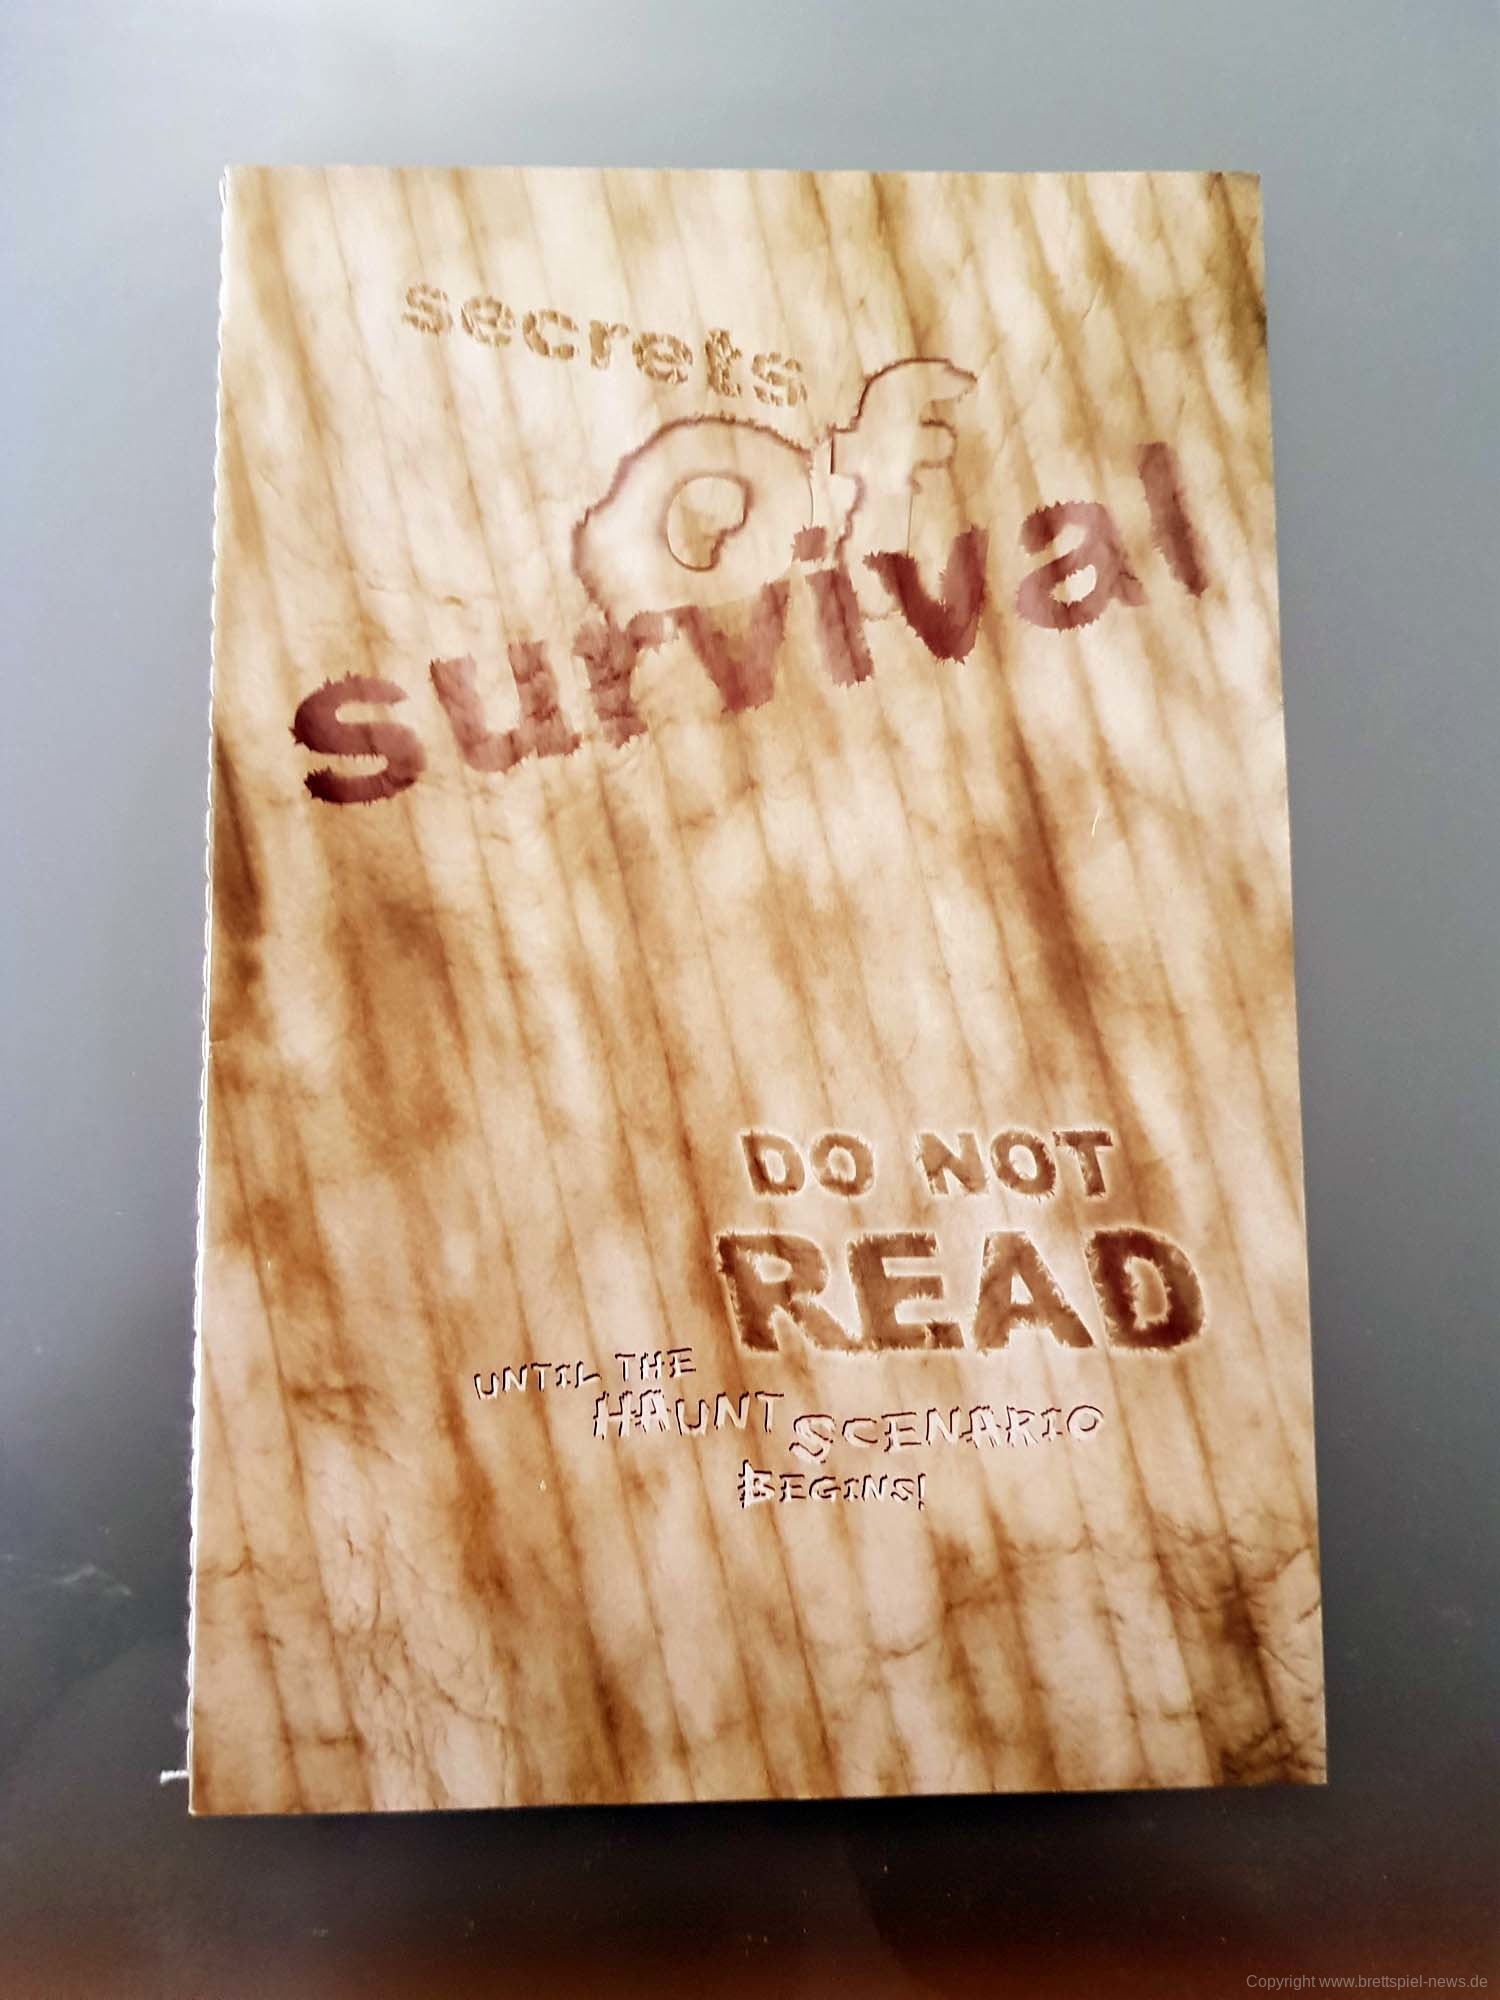 secrets
of
survival
DO NOT
READ
UNTIL THE
HAUNT SCENARIO
BEGINS!
Copyright www.brettspiel-news.de